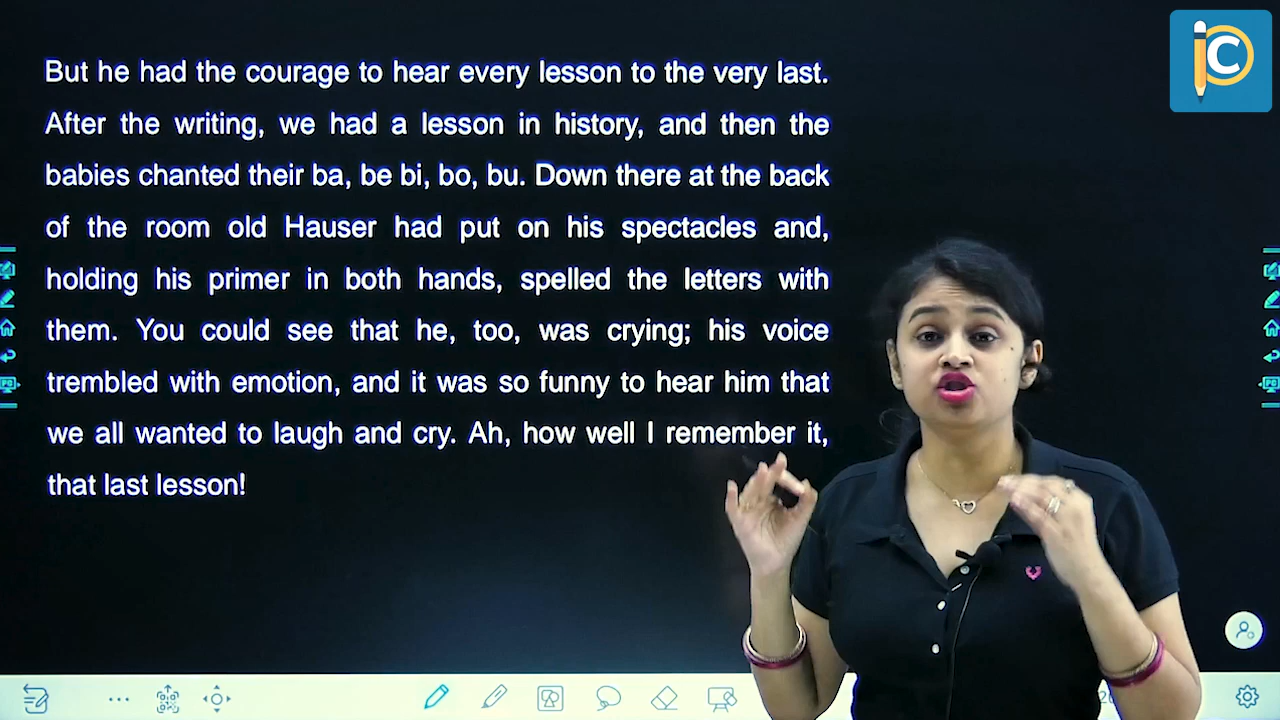 But he had the courage to hear every lesson to the very last.
After the writing, we had a lesson in history, and then the
babies chanted their ba, be bi, bo, bu. Down there at the back
of the room old Hauser had put on his spectacles and,
holding his primer in both hands, spelled the letters with
them. You could see that he, too, was crying; his voice
trembled with emotion, and it was so funny to hear him that
we all wanted to laugh and cry. Ah, how well I remember it,
that last lesson!